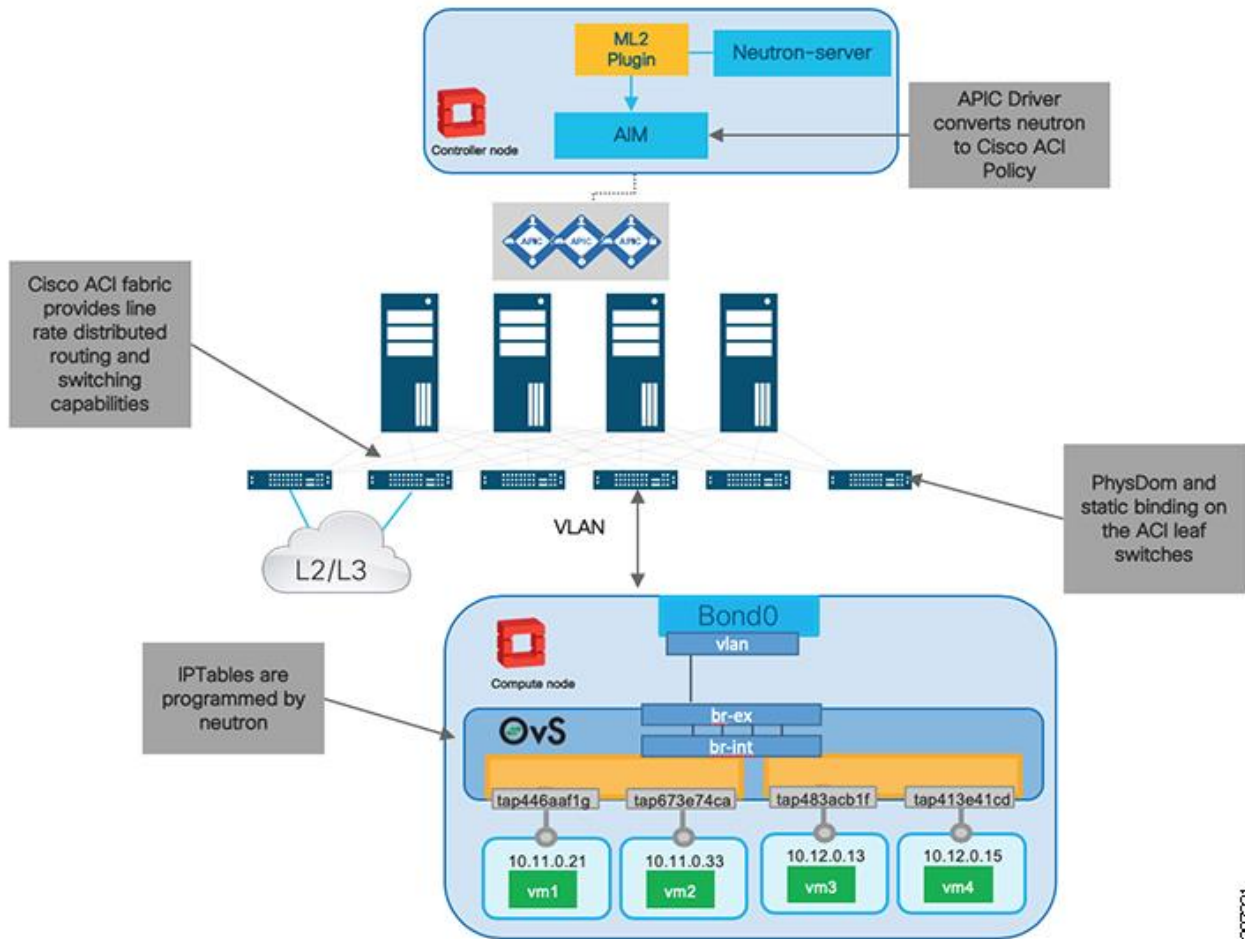 ML2
Plugin
Neutron-server
AIM
Controller node
APIC Driver
converts neutron
to Cisco ACI
Policy
APIC
APIC
APIC
Cisco ACI fabric
provides line
rate distributed
routing and
switching
capabilities
PhysDom and
static binding on
the ACI leaf
switches
VLAN
L2/L3
Bond0
vlan
Compute node
IPTables are
programmed by
neutron
OvS
br-ex
br-int
tap446aaf1g
tap673e74ca
tap483acb1f
tap413e41cd
10.11.0.21
10.11.0.33
10.12.0.13
10.12.0.15
vm1
vm2
vm3
vm4